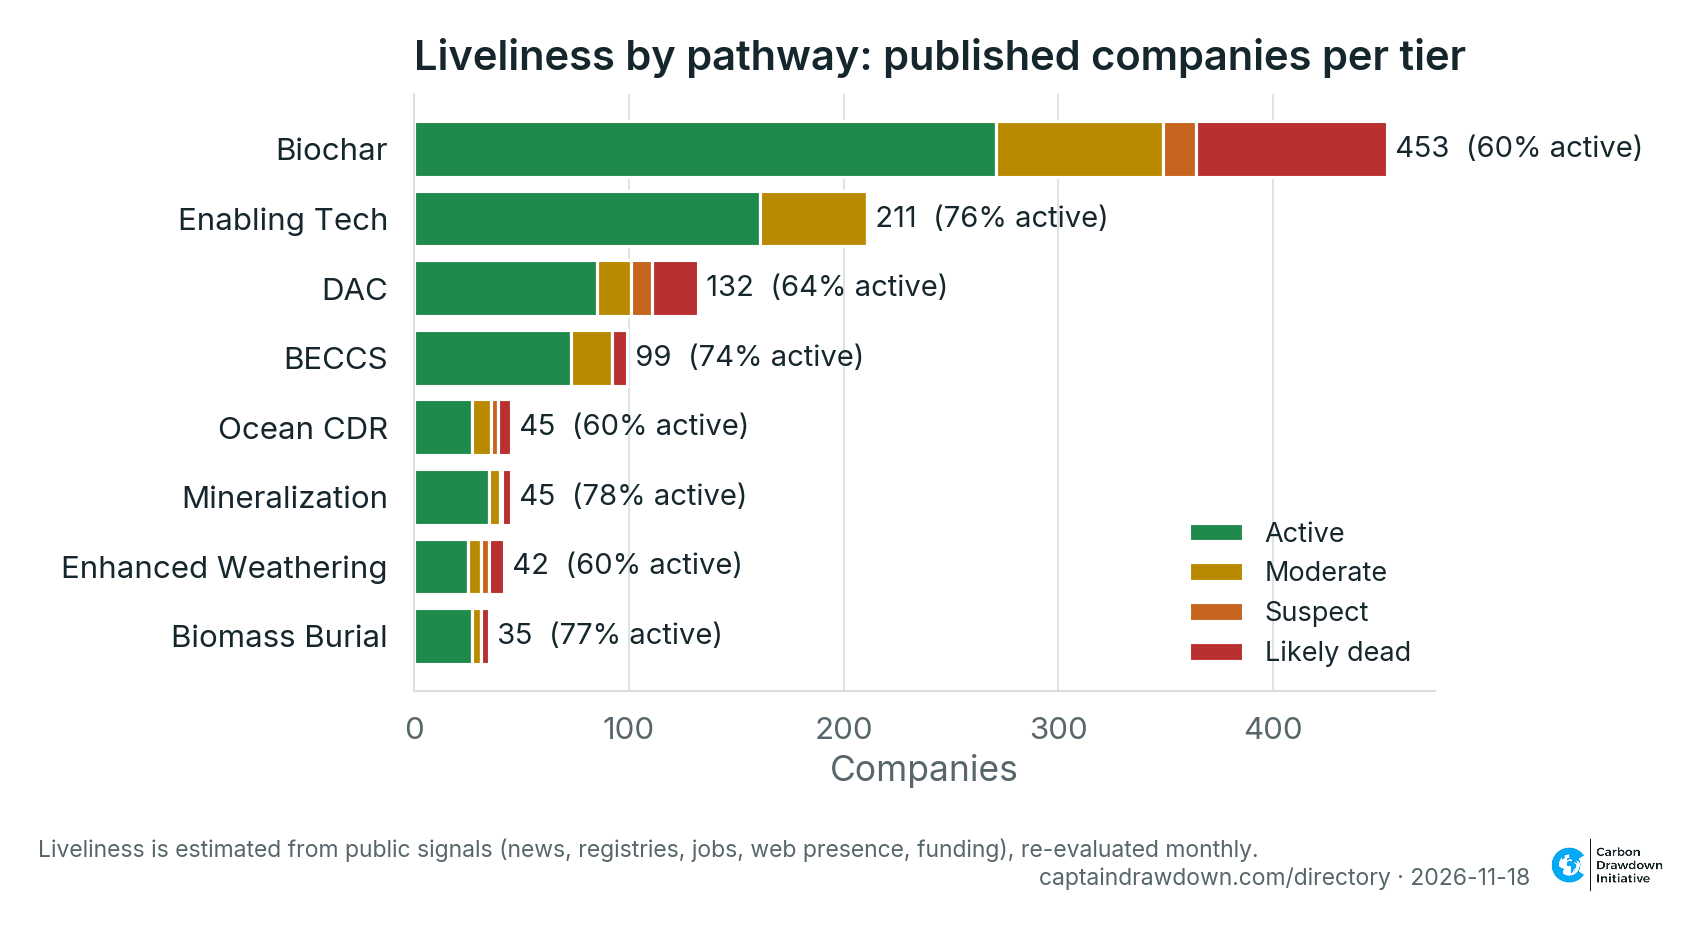 Liveliness by pathway: published companies per tier
Biochar
453 (60% active)
Enabling Tech
211 (76% active)
DAC
132 (64% active)
BECCS
99 (74% active)
Ocean CDR
45 (60% active)
Mineralization
45 (78% active)
Enhanced Weathering
42 (60% active)
Biomass Burial
35 (77% active)
Active
Moderate
Suspect
Likely dead
0 100 200 300 400
Companies
Liveliness is estimated from public signals (news, registries, jobs, web presence, funding), re-evaluated monthly.
captaindrawdown.com/directory · 2026-11-18
Carbon
Drawdown
Initiative